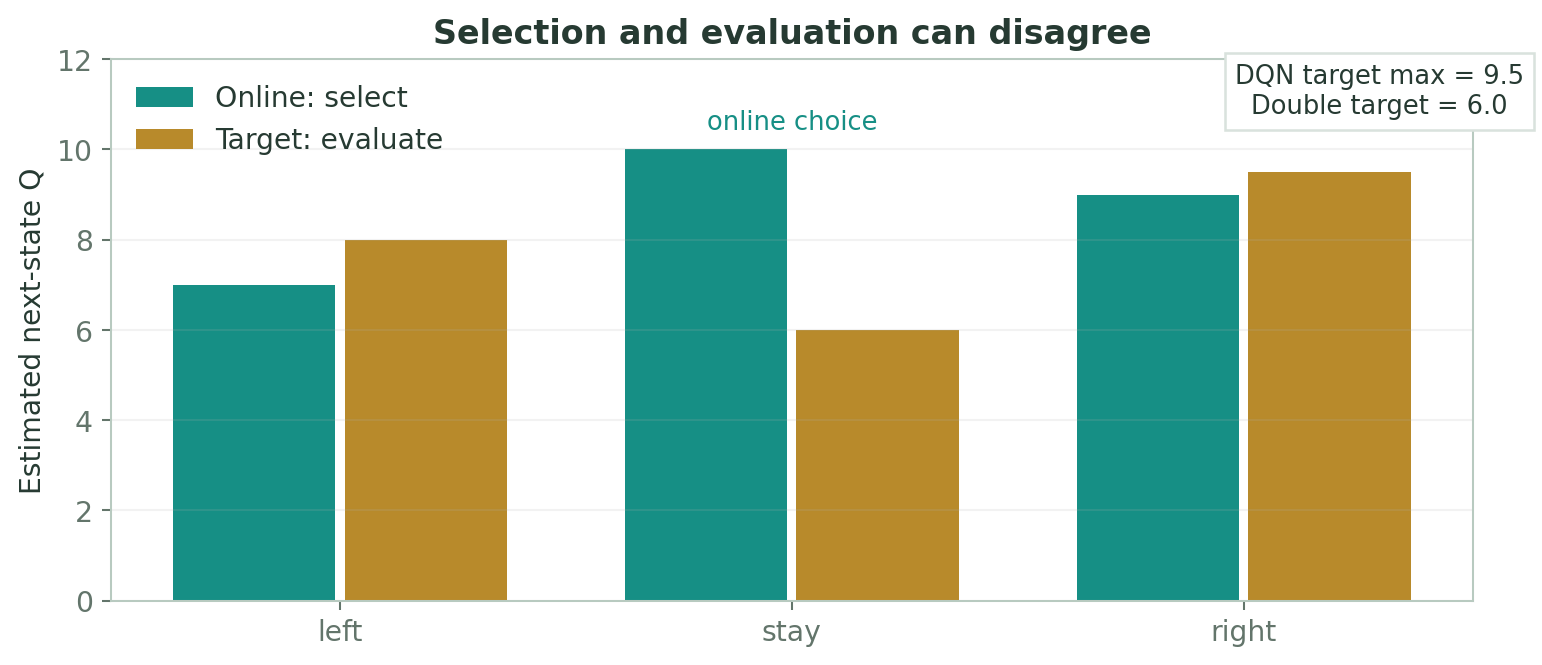 Selection and evaluation can disagree
DQN target max = 9.5
Double target = 6.0
Online: select
Target: evaluate
online choice
Estimated next-state Q
12
10
8
6
4
2
0
left
stay
right